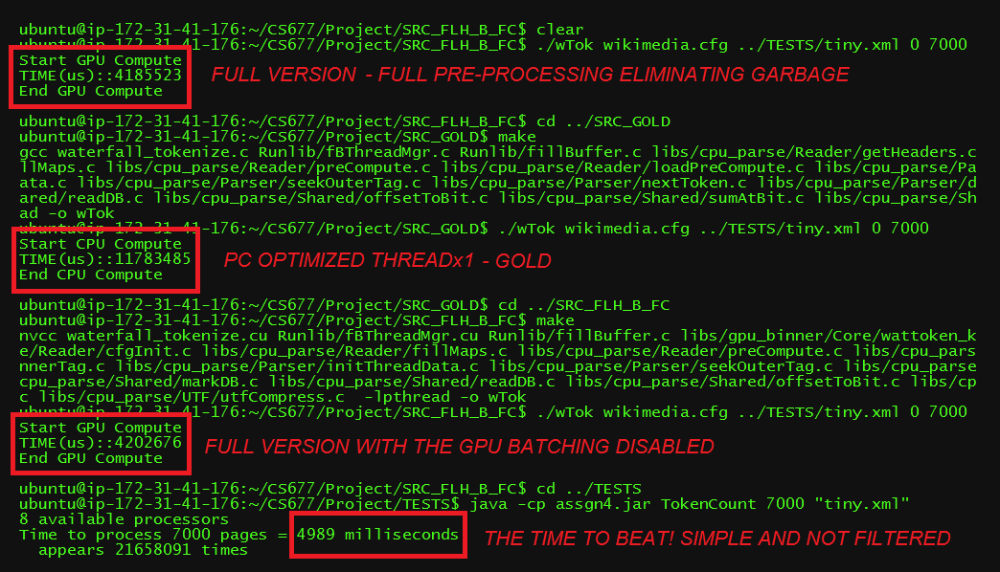 ubuntu@ip-172-31-41-176:~/CS677/Project/SRC_FLH_B_FC$ clear
ubuntu@ip-172-31-41-176:~/CS677/Project/SRC_FLH_B_FC$ ./wTok wikimedia.cfg ../TESTS/tiny.xml 0 7000
Start GPU Compute
TIME(us)::4185523 FULL VERSION - FULL PRE-PROCESSING ELIMINATING GARBAGE
End GPU Compute
ubuntu@ip-172-31-41-176:~/CS677/Project/SRC_FLH_B_FC$ cd ../SRC_GOLD
ubuntu@ip-172-31-41-176:~/CS677/Project/SRC_GOLD$ make
gcc waterfall_tokenize.c Runlib/fBThreadMgr.c Runlib/fillBuffer.c libs/cpu_parse/Reader/getHeaders.c
llMaps.c libs/cpu_parse/Reader/preCompute.c libs/cpu_parse/Reader/loadPreCompute.c libs/cpu_parse/Pa
ata.c libs/cpu_parse/Parser/seekOuterTag.c libs/cpu_parse/Parser/nextToken.c libs/cpu_parse/Parser/d
ared/readDB.c libs/cpu_parse/Shared/offsetToBit.c libs/cpu_parse/Shared/sumAtBit.c libs/cpu_parse/Sh
ad -o wTok
ubuntu@ip-172-31-41-176:~/CS677/Project/SRC_GOLD$ ./wTok wikimedia.cfg ../TESTS/tiny.xml 0 7000
Start CPU Compute
TIME(us)::11783485 PC OPTIMIZED THREADx1 - GOLD
End CPU Compute
ubuntu@ip-172-31-41-176:~/CS677/Project/SRC_GOLD$ cd ../SRC_FLH_B_FC
ubuntu@ip-172-31-41-176:~/CS677/Project/SRC_FLH_B_FC$ make
nvcc waterfall_tokenize.cu Runlib/fBThreadMgr.cu Runlib/fillBuffer.c libs/gpu_binner/Core/wattoken_k
e/Reader/cfgInit.c libs/cpu_parse/Reader/fillMaps.c libs/cpu_parse/Reader/preCompute.c libs/cpu_pars
nnerTag.c libs/cpu_parse/Parser/initThreadData.c libs/cpu_parse/Parser/seekOuterTag.c libs/cpu_parse
cpu_parse/Shared/markDB.c libs/cpu_parse/Shared/readDB.c libs/cpu_parse/Shared/offsetToBit.c libs/cp
c libs/cpu_parse/UTF/utfCompress.c  -lpthread -o wTok
ubuntu@ip-172-31-41-176:~/CS677/Project/SRC_FLH_B_FC$ ./wTok wikimedia.cfg ../TESTS/tiny.xml 0 7000
Start GPU Compute
TIME(us)::4202676 FULL VERSION WITH THE GPU BATCHING DISABLED
End GPU Compute
ubuntu@ip-172-31-41-176:~/CS677/Project/SRC_FLH_B_FC$ cd ../TESTS
ubuntu@ip-172-31-41-176:~/CS677/Project/TESTS$ java -cp assgn4.jar TokenCount 7000 "tiny.xml"
8 available processors
Time to process 7000 pages = 4989 milliseconds THE TIME TO BEAT! SIMPLE AND NOT FILTERED
appears 21658091 times